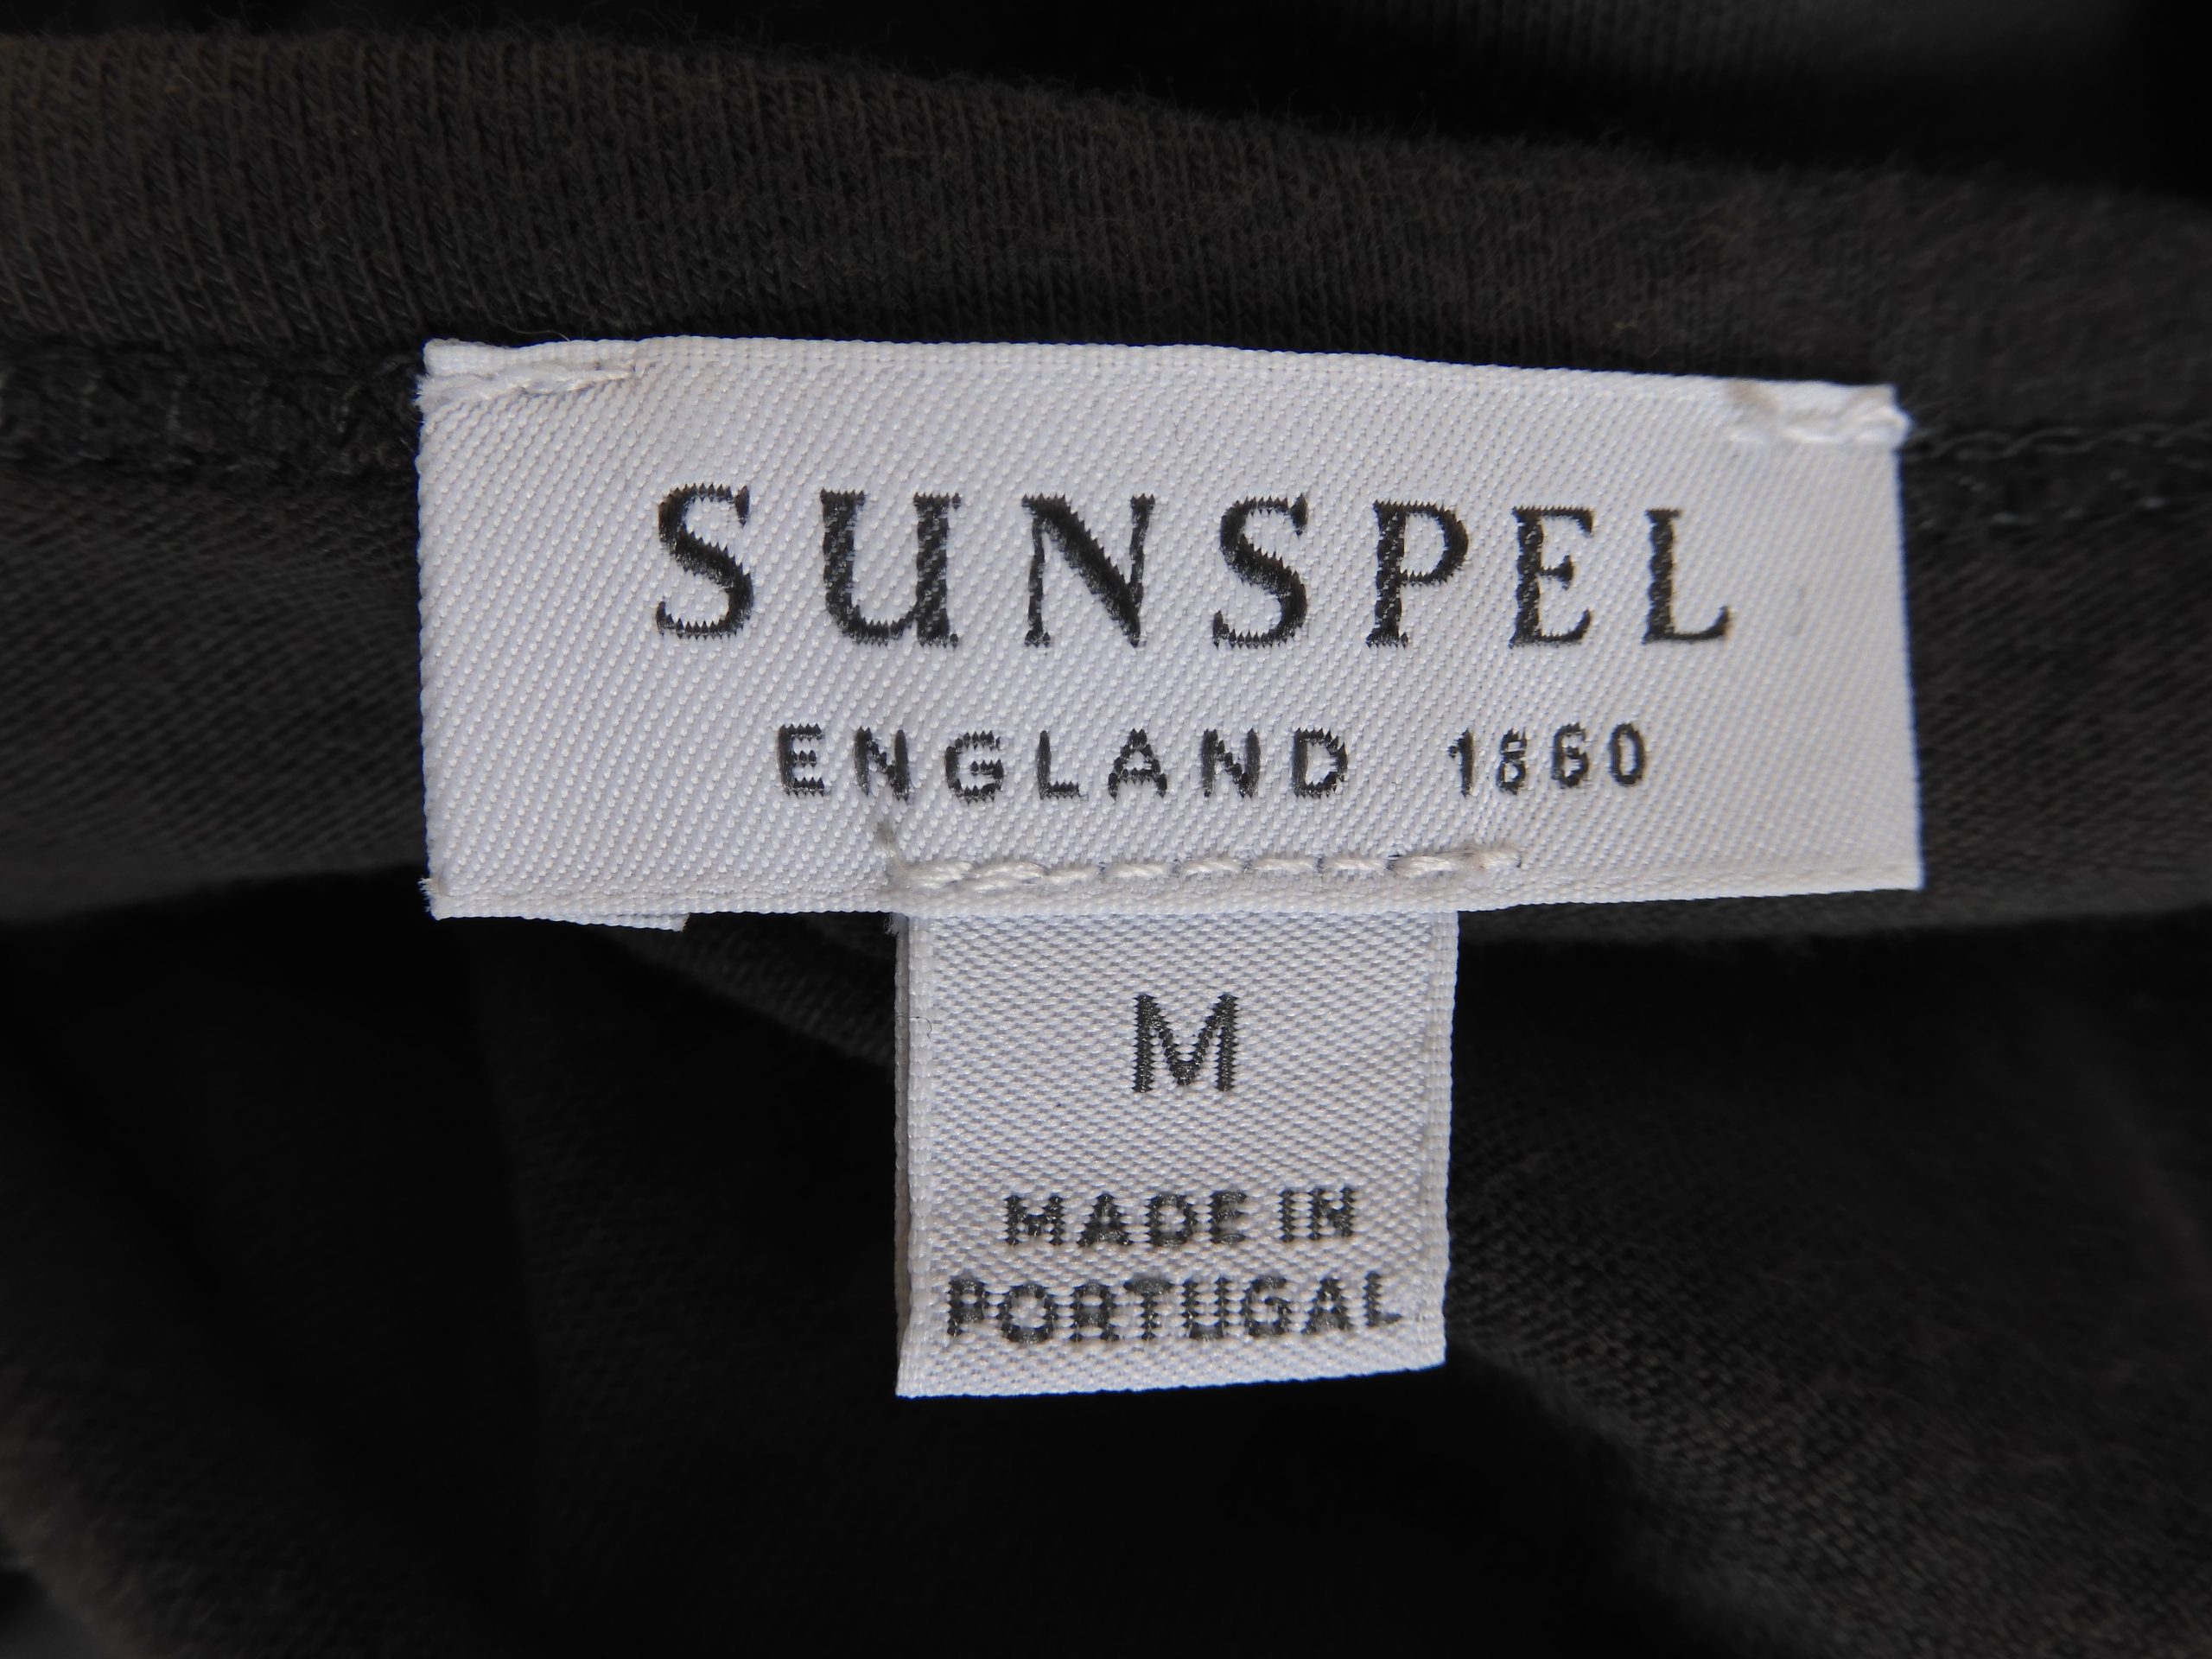 SUNSPEL
ENGLAND 1860
M
MADE IN
PORTUGAL